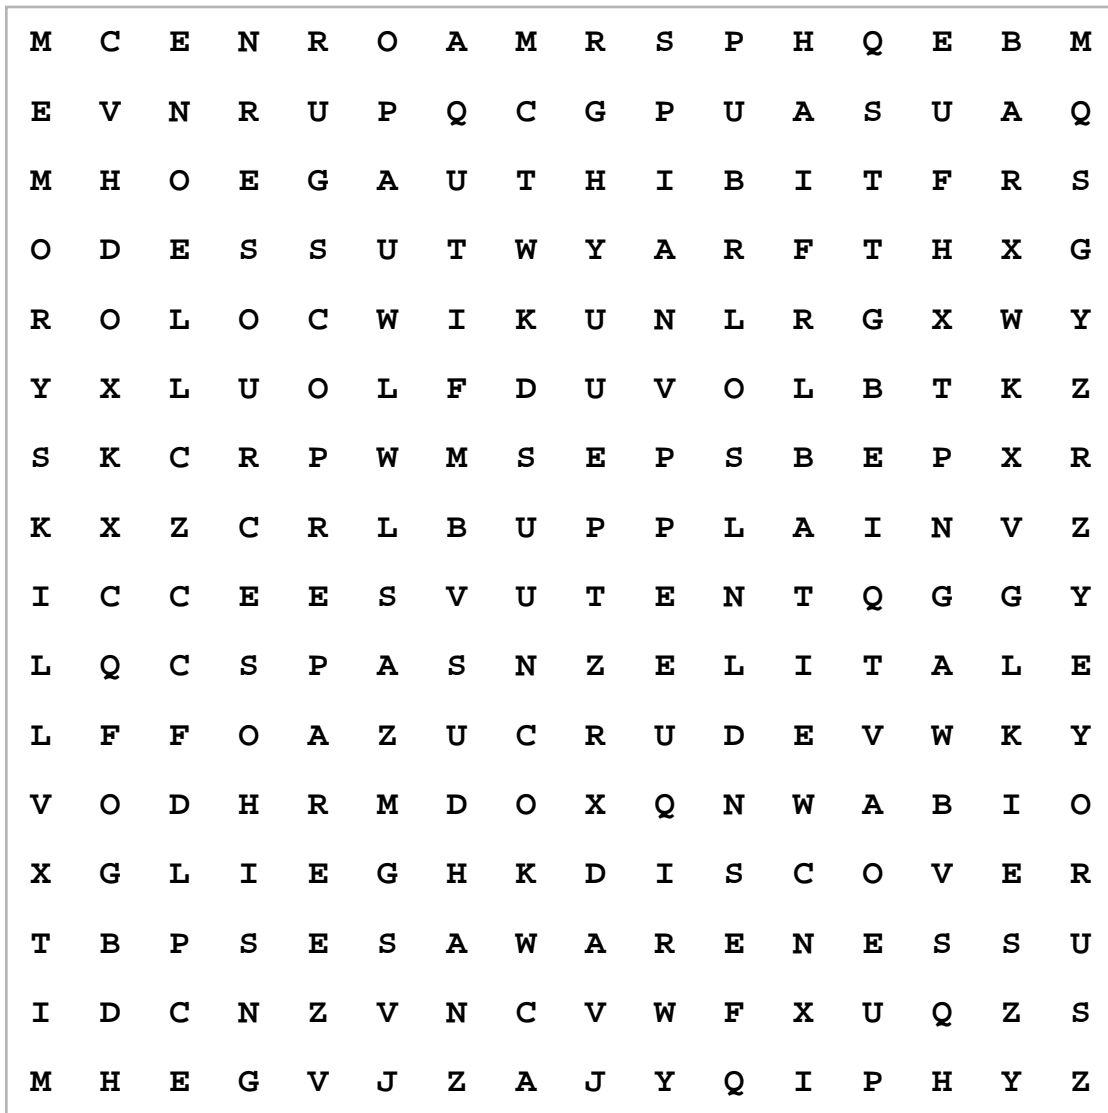 M C E N R O A M R S P H Q E B M
E V N R U P Q C G P U A S U A Q
M H O E G A U T H I B I T F R S
O D E S S U T W Y A R F T H X G
R O L O C W I K U N L R G X W Y
Y X L U O L F D U V O L B T K Z
S K C R P W M S E P S B E P X R
K X Z C R L B U P P L A I N V Z
I C C E E S V U T E N T Q G G Y
L Q C S P A S N Z E L I T A L E
L F F O A Z U C R U D E V W K Y
V O D H R M D O X Q N W A B I O
X G L I E G H K D I S C O V E R
T B P S E S A W A R E N E S S U
I D C N Z V N C V W F X U Q Z S
M H E G V J Z A J Y Q I P H Y Z